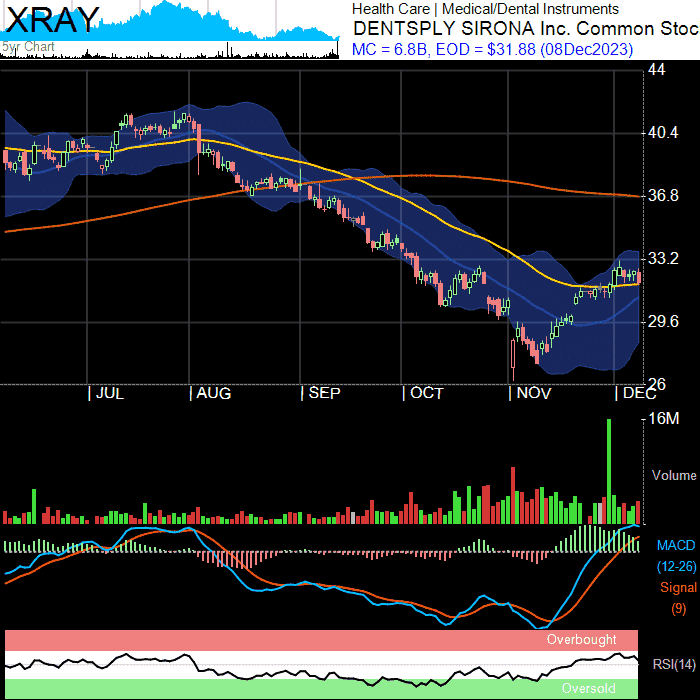 XRAY
5yr Chart
Health Care | Medical/Dental Instruments
DENTSPLY SIRONA Inc. Common Stoc
MC = 6.8B, EOD = $31.88 (08Dec2023)
44
40.4
36.8
33.2
29.6
26
| JUL | AUG | SEP | OCT | NOV | DEC
16M
Volume
MACD
(12-26)
Signal
(9)
Overbought
RSI(14)
Oversold